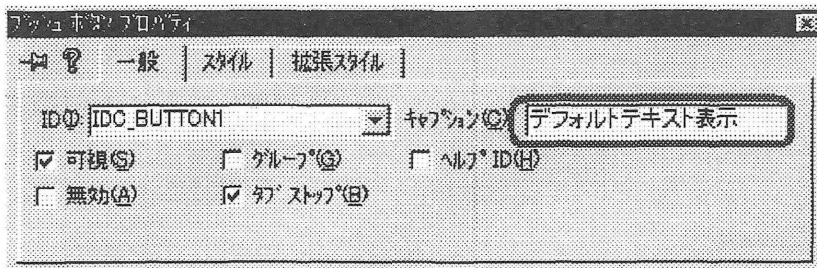 プッシュ ボタン プロパティ
一般 スタイル 拡張スタイル
ID(I): IDC_BUTTON1 キャプション(C): デフォルトテキスト表示
可視(S) グループ(G) ヘルプ ID(H)
無効(A) タブ ストップ(B)